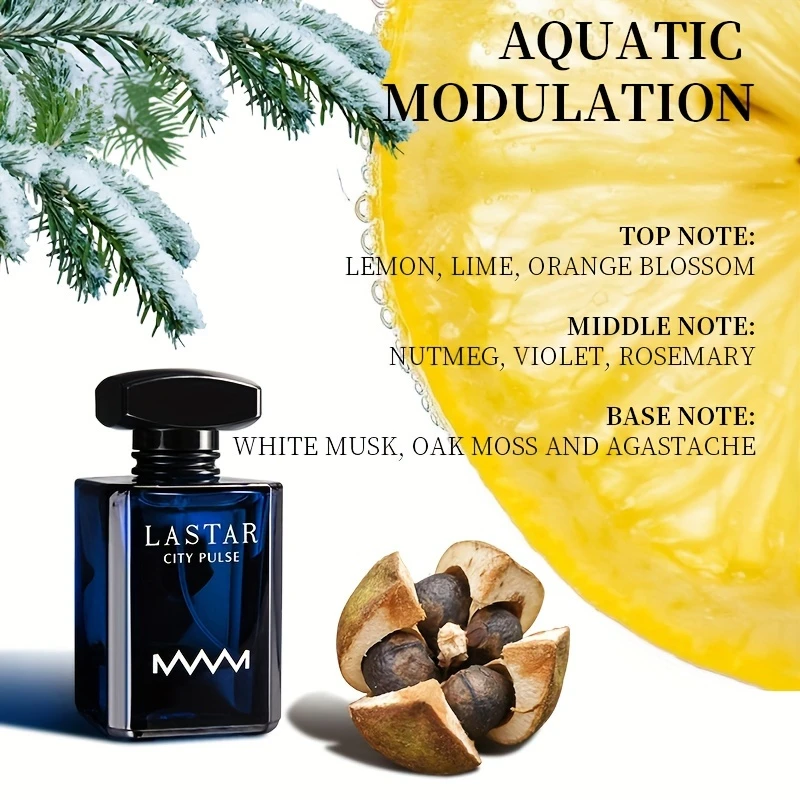 AQUATIC
MODULATION
TOP NOTE:
LEMON, LIME, ORANGE BLOSSOM
MIDDLE NOTE:
NUTMEG, VIOLET, ROSEMARY
BASE NOTE:
WHITE MUSK, OAK MOSS AND AGASTACHE
LASTAR
CITY PULSE